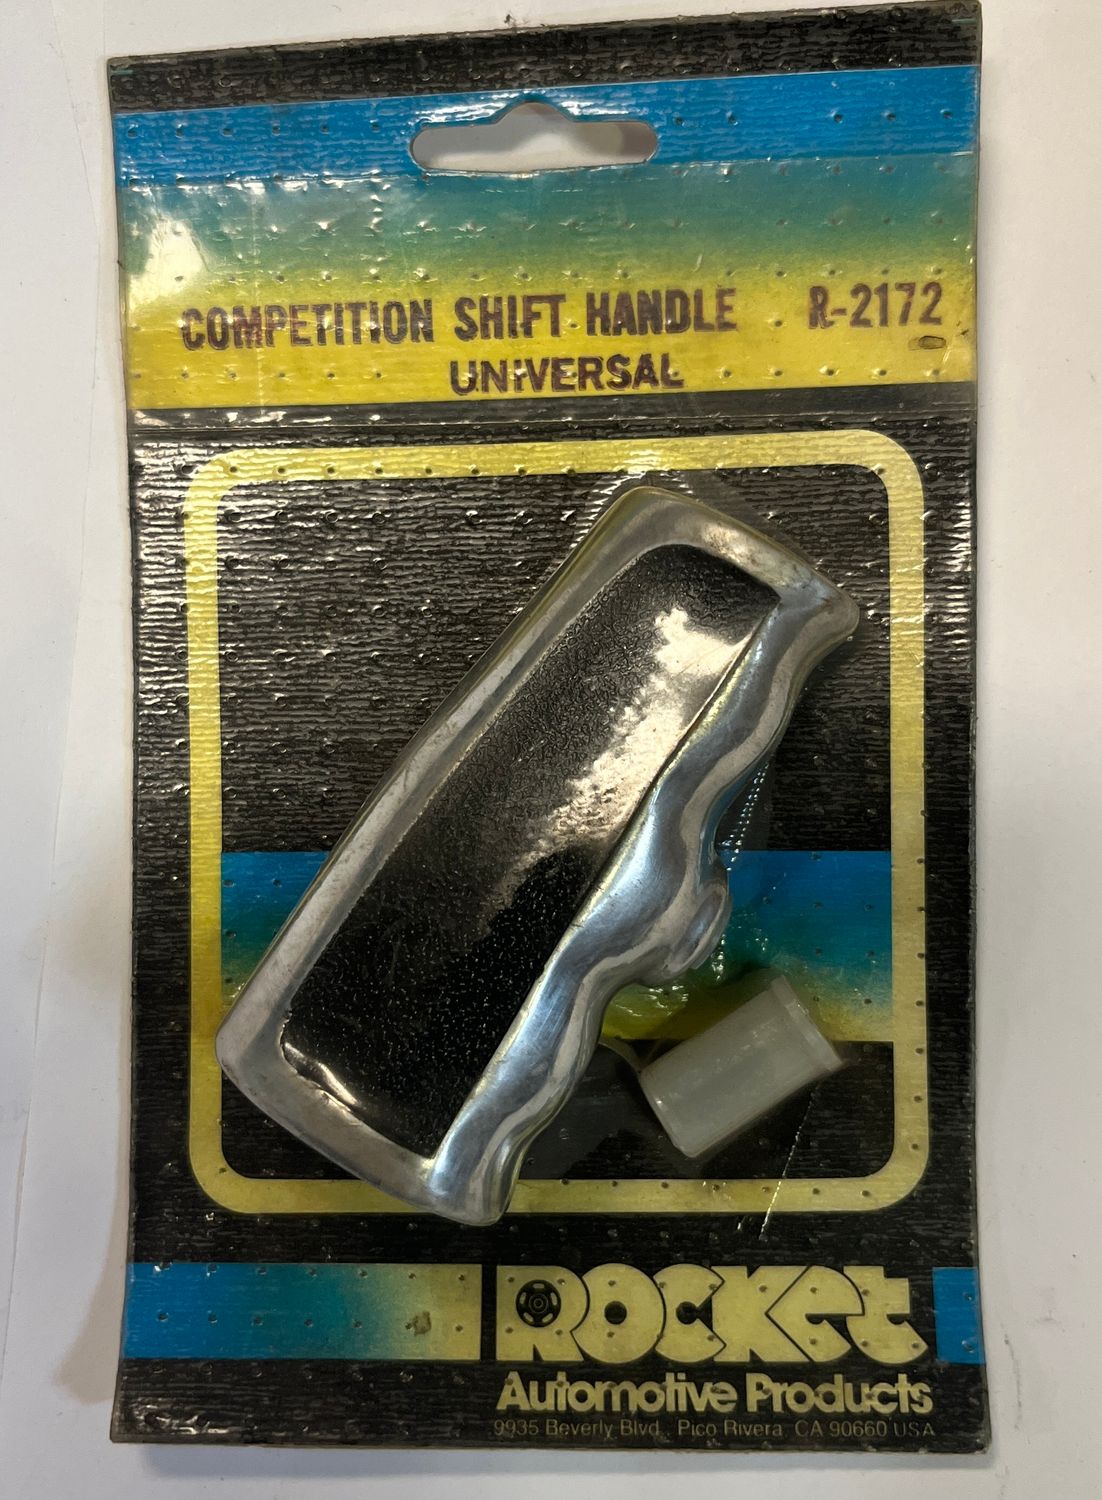 COMPETITION SHIFT HANDLE R-2172
UNIVERSAL
ROCKet
Automotive Products
9935 Beverly Blvd., Pico Rivera, CA 90660 USA